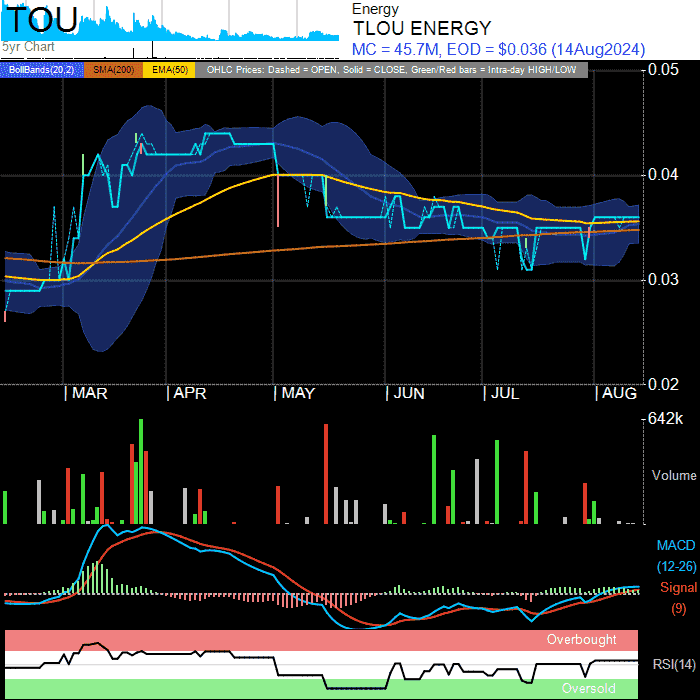 TOU
5yr Chart
Energy
TLOU ENERGY
MC = 45.7M, EOD = $0.036 (14Aug2024)
BollBands(20,2) SMA(200) EMA(50) OHLC Prices: Dashed = OPEN, Solid = CLOSE, Green/Red bars = Intra-day HIGH/LOW
0.05
0.04
0.03
0.02
| MAR | APR | MAY | JUN | JUL | AUG
642k
Volume
MACD
(12-26)
Signal
(9)
Overbought
RSI(14)
Oversold